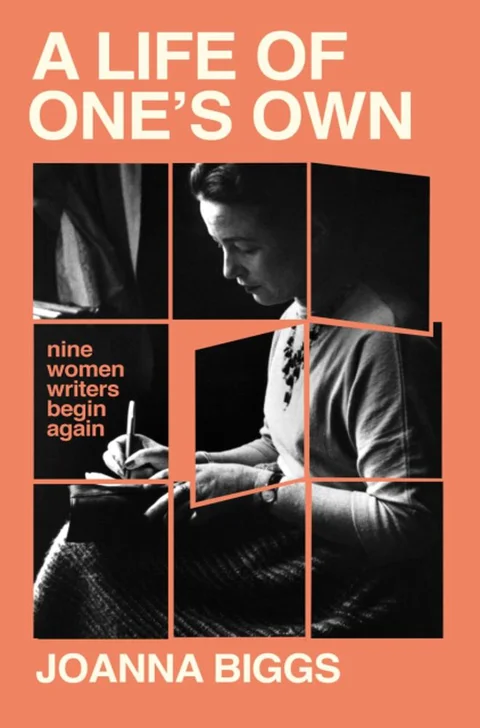 A LIFE OF
ONE’S OWN
nine
women
writers
begin
again
JOANNA BIGGS